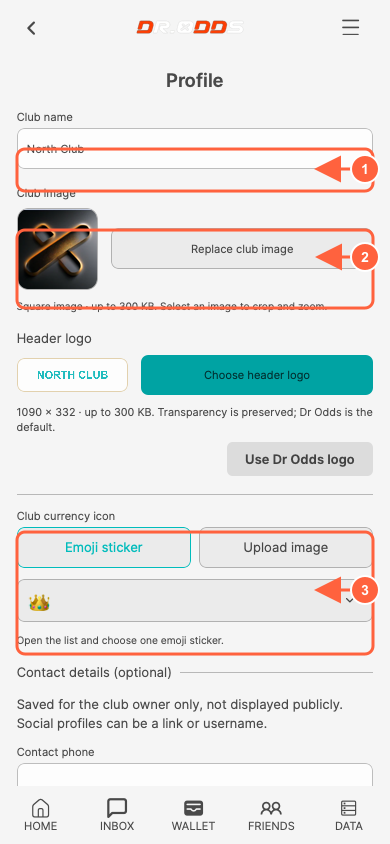 DR.ODDS
Profile
Club name
North Club
1
Club image
Replace club image
2
Square image · up to 300 KB. Select an image to crop and zoom.
Header logo
NORTH CLUB
Choose header logo
1090 × 332 · up to 300 KB. Transparency is preserved; Dr Odds is the
default.
Use Dr Odds logo
Club currency icon
Emoji sticker
Upload image
3
Open the list and choose one emoji sticker.
Contact details (optional)
Saved for the club owner only, not displayed publicly.
Social profiles can be a link or username.
Contact phone
HOME
INBOX
WALLET
FRIENDS
DATA